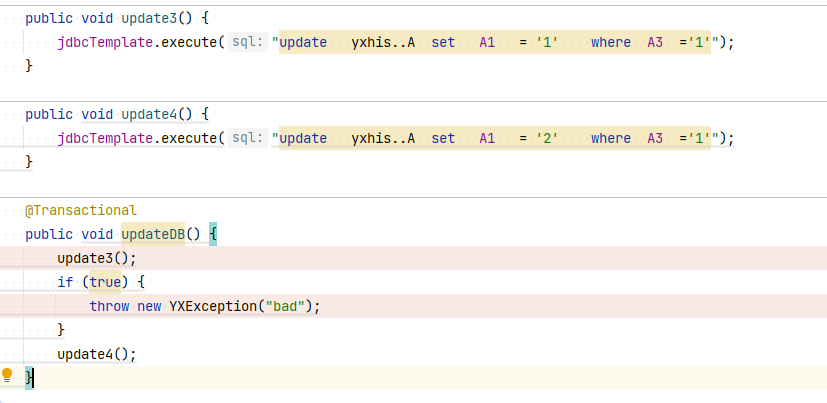 public void update3() {
jdbcTemplate.execute( sql: "update   yxhis..A  set   A1   = '1'    where  A3  ='1'");
}
public void update4() {
jdbcTemplate.execute( sql: "update   yxhis..A  set   A1   = '2'    where  A3  ='1'");
}
@Transactional
public void updateDB() {
update3();
if (true) {
throw new YXException("bad");
}
update4();
}